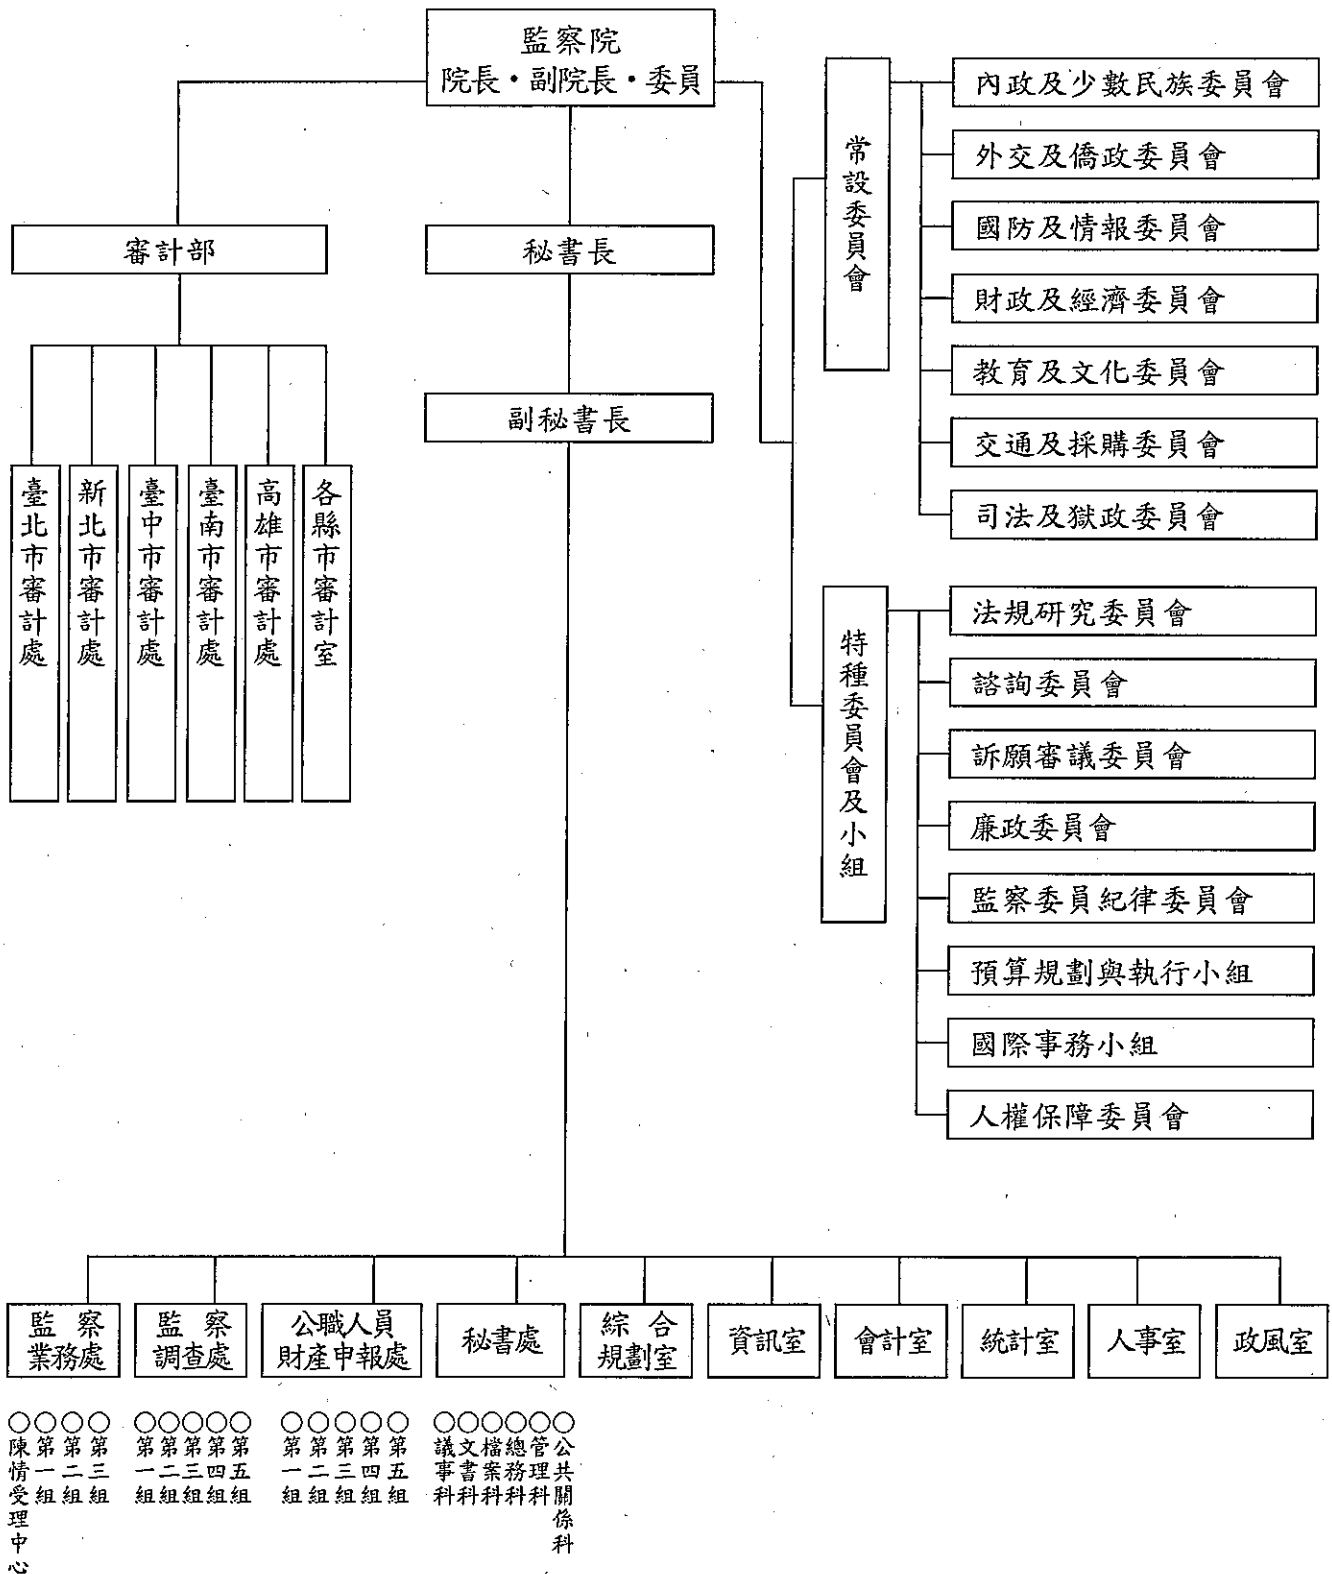 監察院
院長・副院長・委員
審計部
臺北市審計處
新北市審計處
臺中市審計處
臺南市審計處
高雄市審計處
各縣市審計室
秘書長
副秘書長
常設委員會
內政及少數民族委員會
外交及僑政委員會
國防及情報委員會
財政及經濟委員會
教育及文化委員會
交通及採購委員會
司法及獄政委員會
特種委員會及小組
法規研究委員會
諮詢委員會
訴願審議委員會
廉政委員會
監察委員紀律委員會
預算規劃與執行小組
國際事務小組
人權保障委員會
監察
業務處
○陳情受理中心
○第一組
○第二組
○第三組
監察
調查處
○第一組
○第二組
○第三組
○第四組
○第五組
公職人員
財產申報處
○第一組
○第二組
○第三組
○第四組
○第五組
秘書處
○議事科
○文書科
○檔案科
○總務科
○管理科
○公共關係科
綜合
規劃室
資訊室
會計室
統計室
人事室
政風室